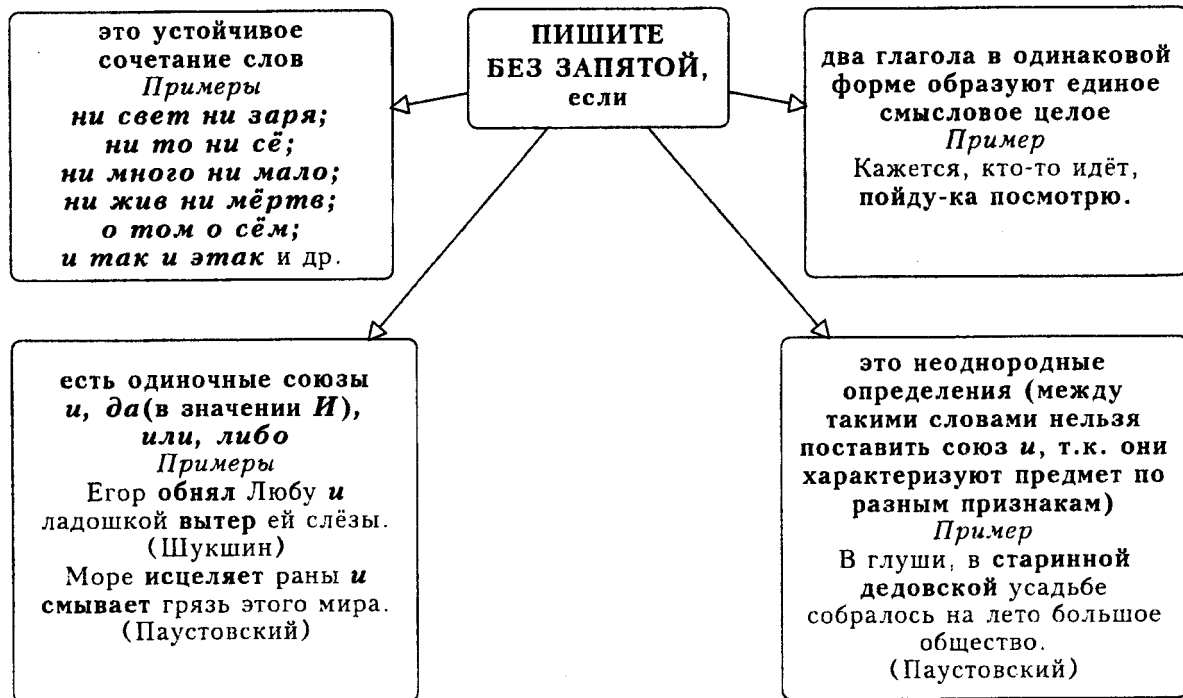 ПИШИТЕ
БЕЗ ЗАПЯТОЙ,
если
это устойчивое
сочетание слов
Примеры
ни свет ни заря;
ни то ни сё;
ни много ни мало;
ни жив ни мёртв;
о том о сём;
и так и этак и др.
два глагола в одинаковой
форме образуют единое
смысловое целое
Пример
Кажется, кто-то идёт,
пойду-ка посмотрю.
есть одиночные союзы
и, да(в значении И),
или, либо
Примеры
Егор обнял Любу и
ладошкой вытер ей слёзы.
(Шукшин)
Море исцеляет раны и
смывает грязь этого мира.
(Паустовский)
это неоднородные
определения (между
такими словами нельзя
поставить союз и, т.к. они
характеризуют предмет по
разным признакам)
Пример
В глуши, в старинной
дедовской усадьбе
собралось на лето большое
общество.
(Паустовский)